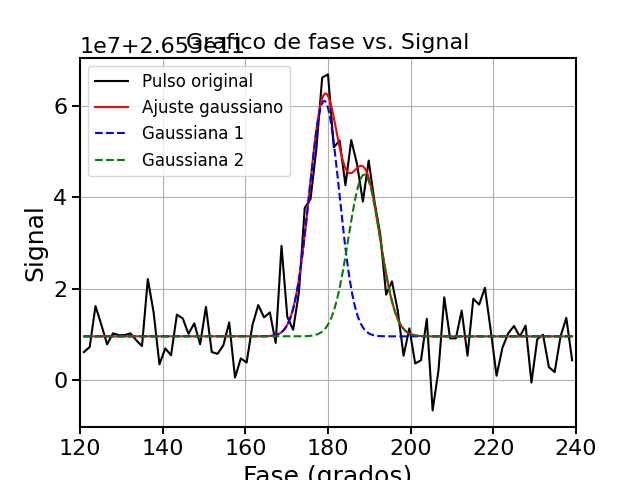 1e7+2.653e11
Grafico de fase vs. Signal
Pulso original
Ajuste gaussiano
Gaussiana 1
Gaussiana 2
Signal
6
4
2
0
120 140 160 180 200 220 240
Fase (grados)